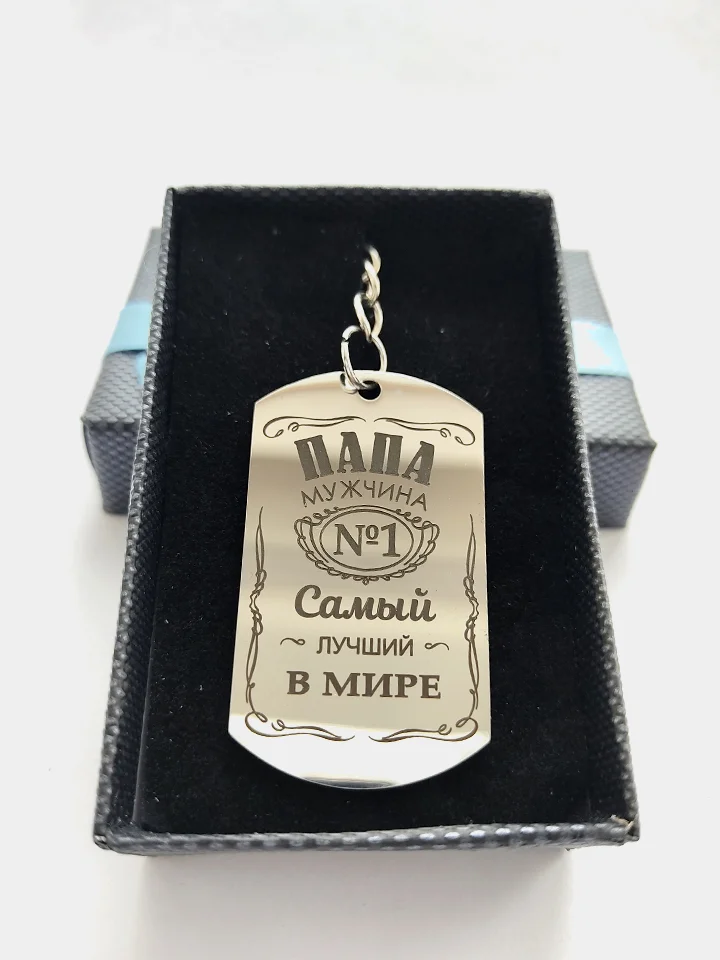 ПАПА
МУЖЧИНА
№1
Самый
ЛУЧШИЙ
В МИРЕ